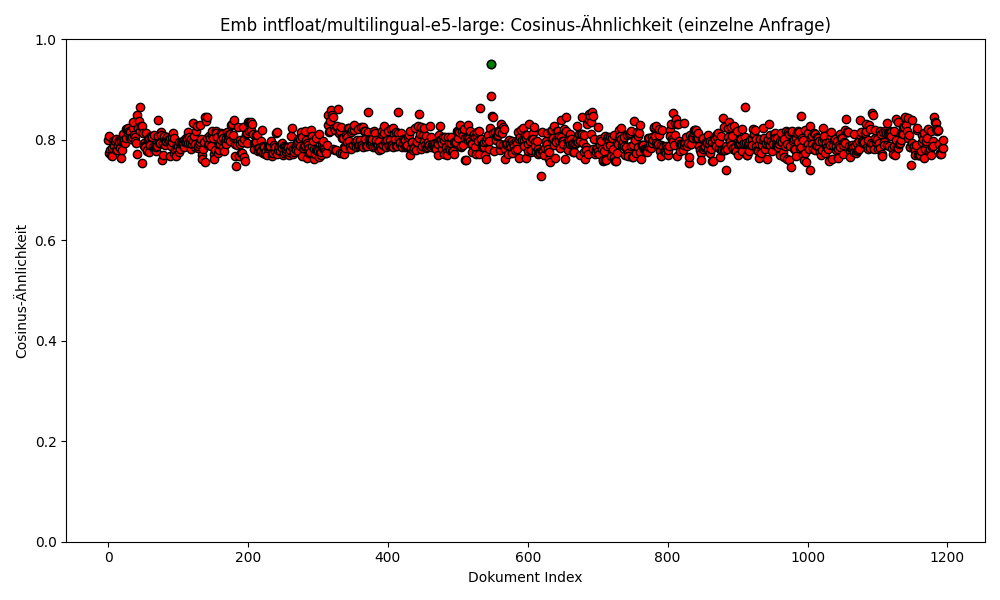 Emb intfloat/multilingual-e5-large: Cosinus-Ähnlichkeit (einzelne Anfrage)
1.0
0.8
0.6
0.4
0.2
0.0
Cosinus-Ähnlichkeit
0 200 400 600 800 1000 1200
Dokument Index